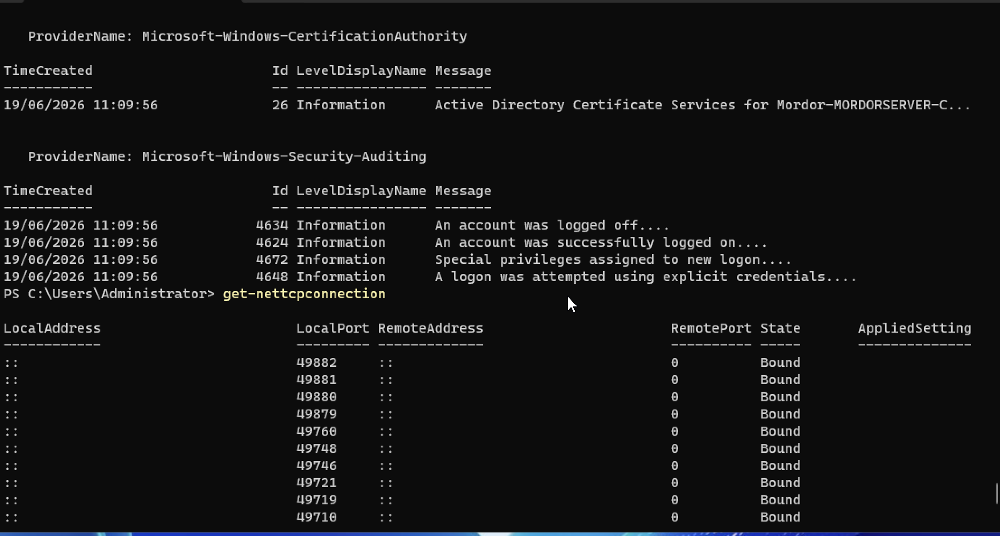 ProviderName: Microsoft-Windows-CertificationAuthority
TimeCreated Id LevelDisplayName Message
----------- -- ---------------- -------
19/06/2026 11:09:56 26 Information Active Directory Certificate Services for Mordor-MORDORSERVER-C...
ProviderName: Microsoft-Windows-Security-Auditing
TimeCreated Id LevelDisplayName Message
----------- -- ---------------- -------
19/06/2026 11:09:56 4634 Information An account was logged off....
19/06/2026 11:09:56 4624 Information An account was successfully logged on....
19/06/2026 11:09:56 4672 Information Special privileges assigned to new logon....
19/06/2026 11:09:56 4648 Information A logon was attempted using explicit credentials....
PS C:\Users\Administrator> get-nettcpconnection
LocalAddress LocalPort RemoteAddress RemotePort State AppliedSetting
------------ --------- ------------- ---------- ----- --------------
:: 49882 :: 0 Bound
:: 49881 :: 0 Bound
:: 49880 :: 0 Bound
:: 49879 :: 0 Bound
:: 49760 :: 0 Bound
:: 49748 :: 0 Bound
:: 49746 :: 0 Bound
:: 49721 :: 0 Bound
:: 49719 :: 0 Bound
:: 49710 :: 0 Bound